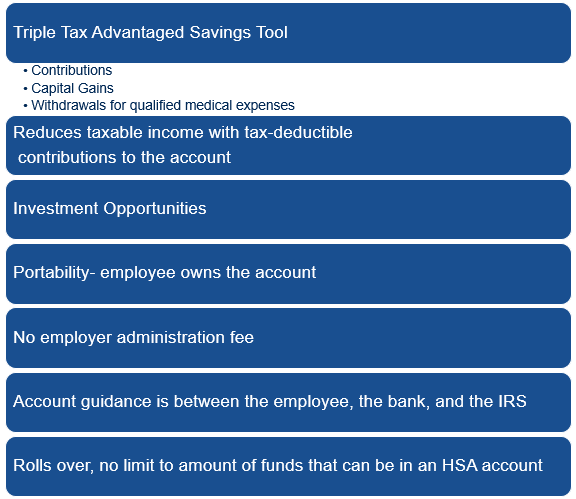 Triple Tax Advantaged Savings Tool
• Contributions
• Capital Gains
• Withdrawals for qualified medical expenses
Reduces taxable income with tax-deductible
contributions to the account
Investment Opportunities
Portability- employee owns the account
No employer administration fee
Account guidance is between the employee, the bank, and the IRS
Rolls over, no limit to amount of funds that can be in an HSA account